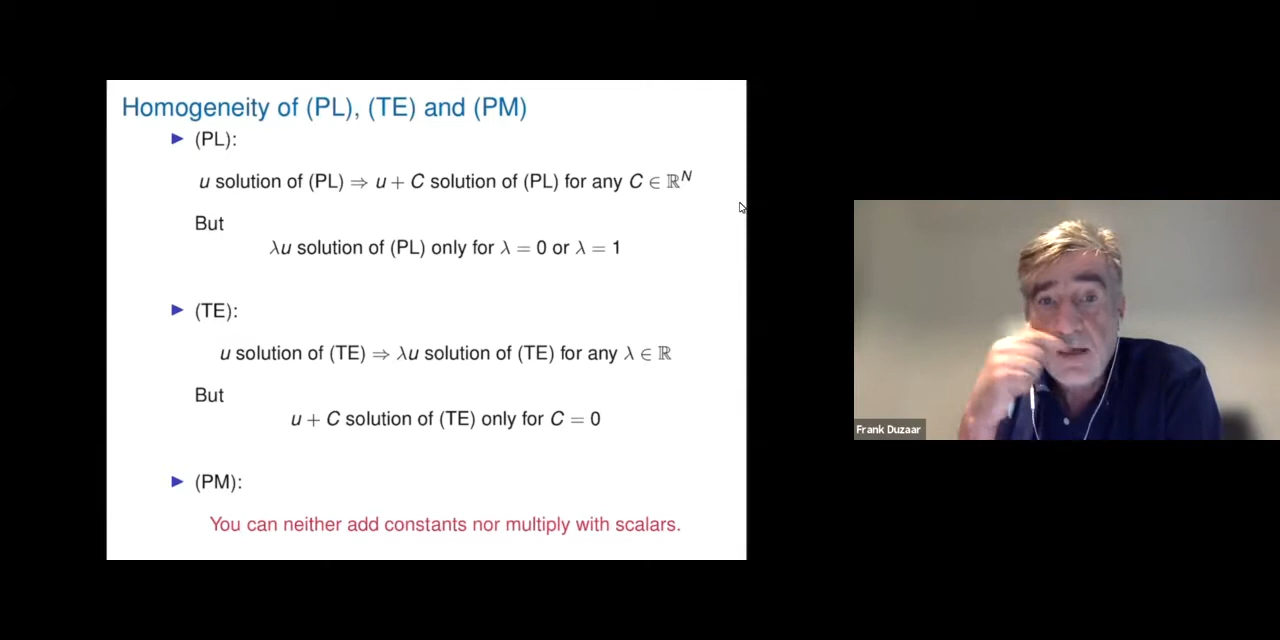 Homogeneity of (PL), (TE) and (PM)
► (PL):
u solution of (PL) ⇒ u + C solution of (PL) for any C ∈ ℝᴺ
But
λu solution of (PL) only for λ = 0 or λ = 1
► (TE):
u solution of (TE) ⇒ λu solution of (TE) for any λ ∈ ℝ
But
u + C solution of (TE) only for C = 0
► (PM):
You can neither add constants nor multiply with scalars.
Frank Duzaar